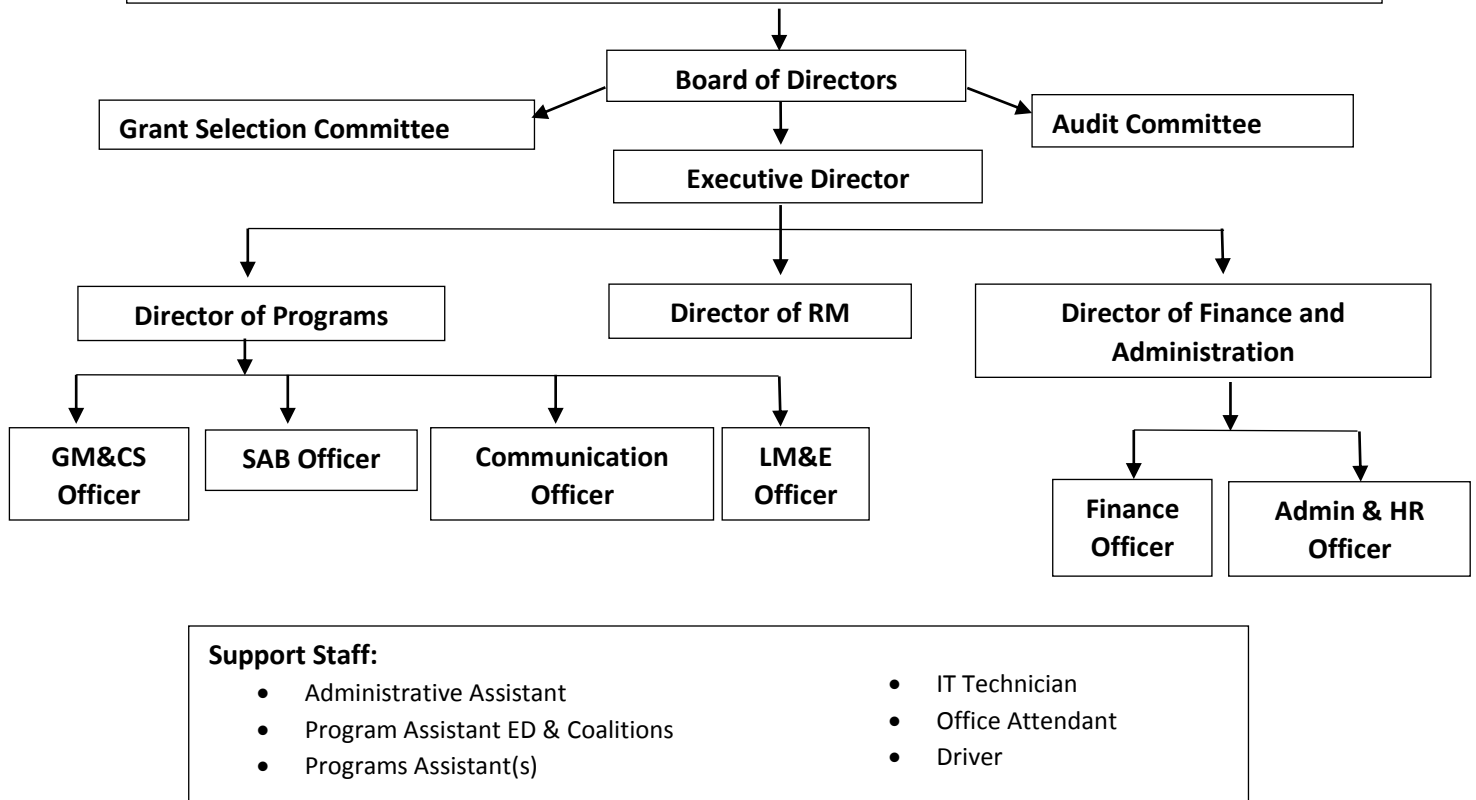 Board of Directors
Grant Selection Committee
Audit Committee
Executive Director
Director of Programs
Director of RM
Director of Finance and
Administration
GM&CS
Officer
SAB Officer
Communication
Officer
LM&E
Officer
Finance
Officer
Admin & HR
Officer
Support Staff:
• Administrative Assistant
• Program Assistant ED & Coalitions
• Programs Assistant(s)
• IT Technician
• Office Attendant
• Driver